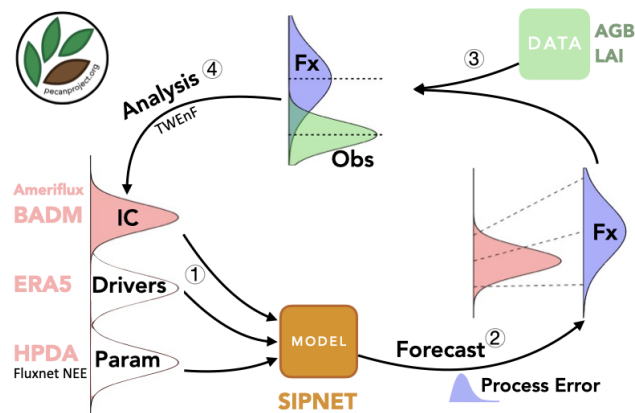 pecanproject.org
Analysis ④
TWEnF
Fx
Obs
③
DATA
AGB
LAI
Ameriflux
BADM
IC
ERA5
Drivers
①
HPDA
Fluxnet NEE
Param
MODEL
SIPNET
Forecast ②
Process Error
Fx